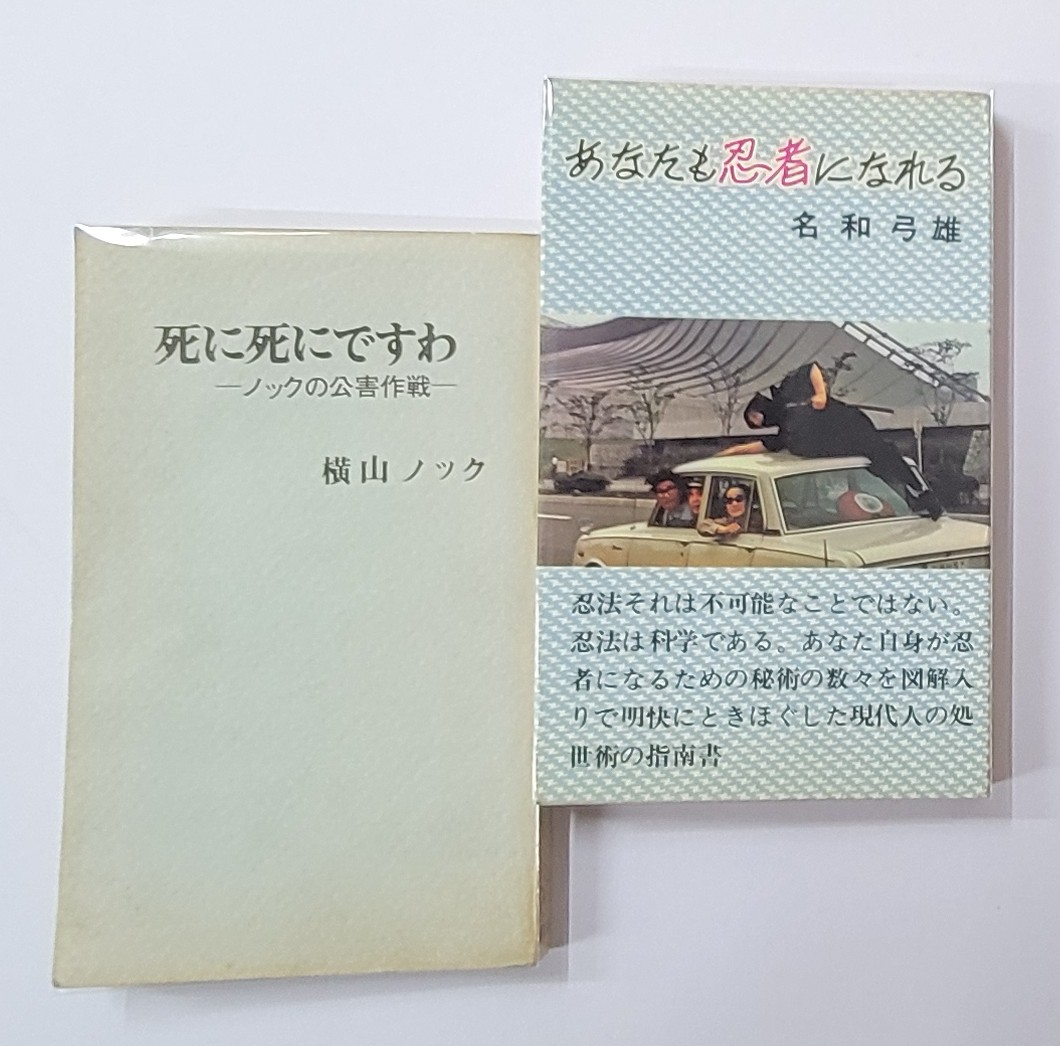 死に死にですわ
―ノックの公害作戦―
横山ノック
あなたも忍者になれる
名和弓雄
忍法それは不可能なことではない。
忍法は科学である。あなた自身が忍
者になるための秘術の数々を図解入
りで明快にときほぐした現代人の処
世術の指南書